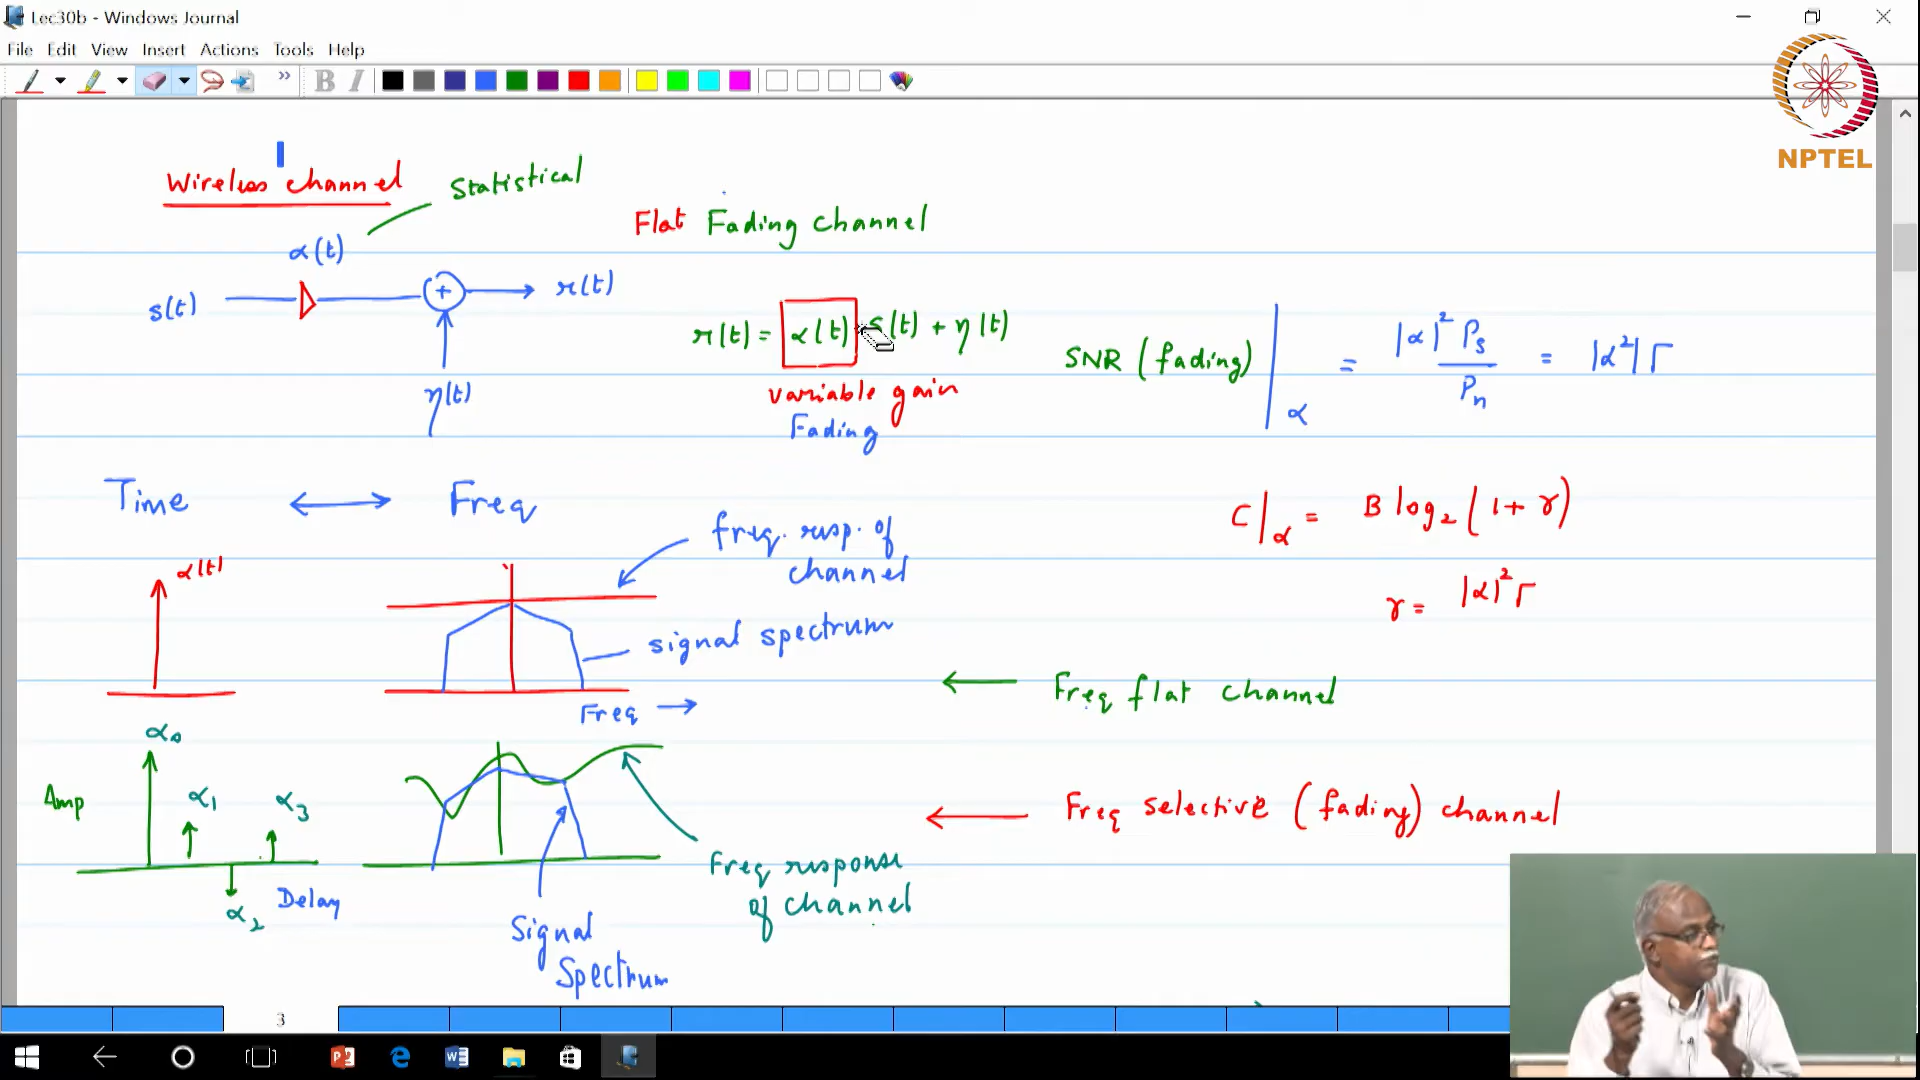 Lec30b - Windows Journal
File Edit View Insert Actions Tools Help
B I
NPTEL
Wireless channel
Statistical
Flat Fading channel
α(t)
s(t)
+
r(t)
η(t)
r(t) = α(t) s(t) + η(t)
variable gain
Fading
SNR (fading) | α = |α|² Ps / Pn = |α²| Γ
Time ↔ Freq
C|α = B log₂ (1 + γ)
γ = |α|² Γ
freq. resp. of
channel
α(t)
signal spectrum
Freq →
← Freq flat channel
α₀
Amp
α₁
α₃
α₂
Delay
← Freq selective (fading) channel
Freq response
of channel
Signal
Spectrum
3